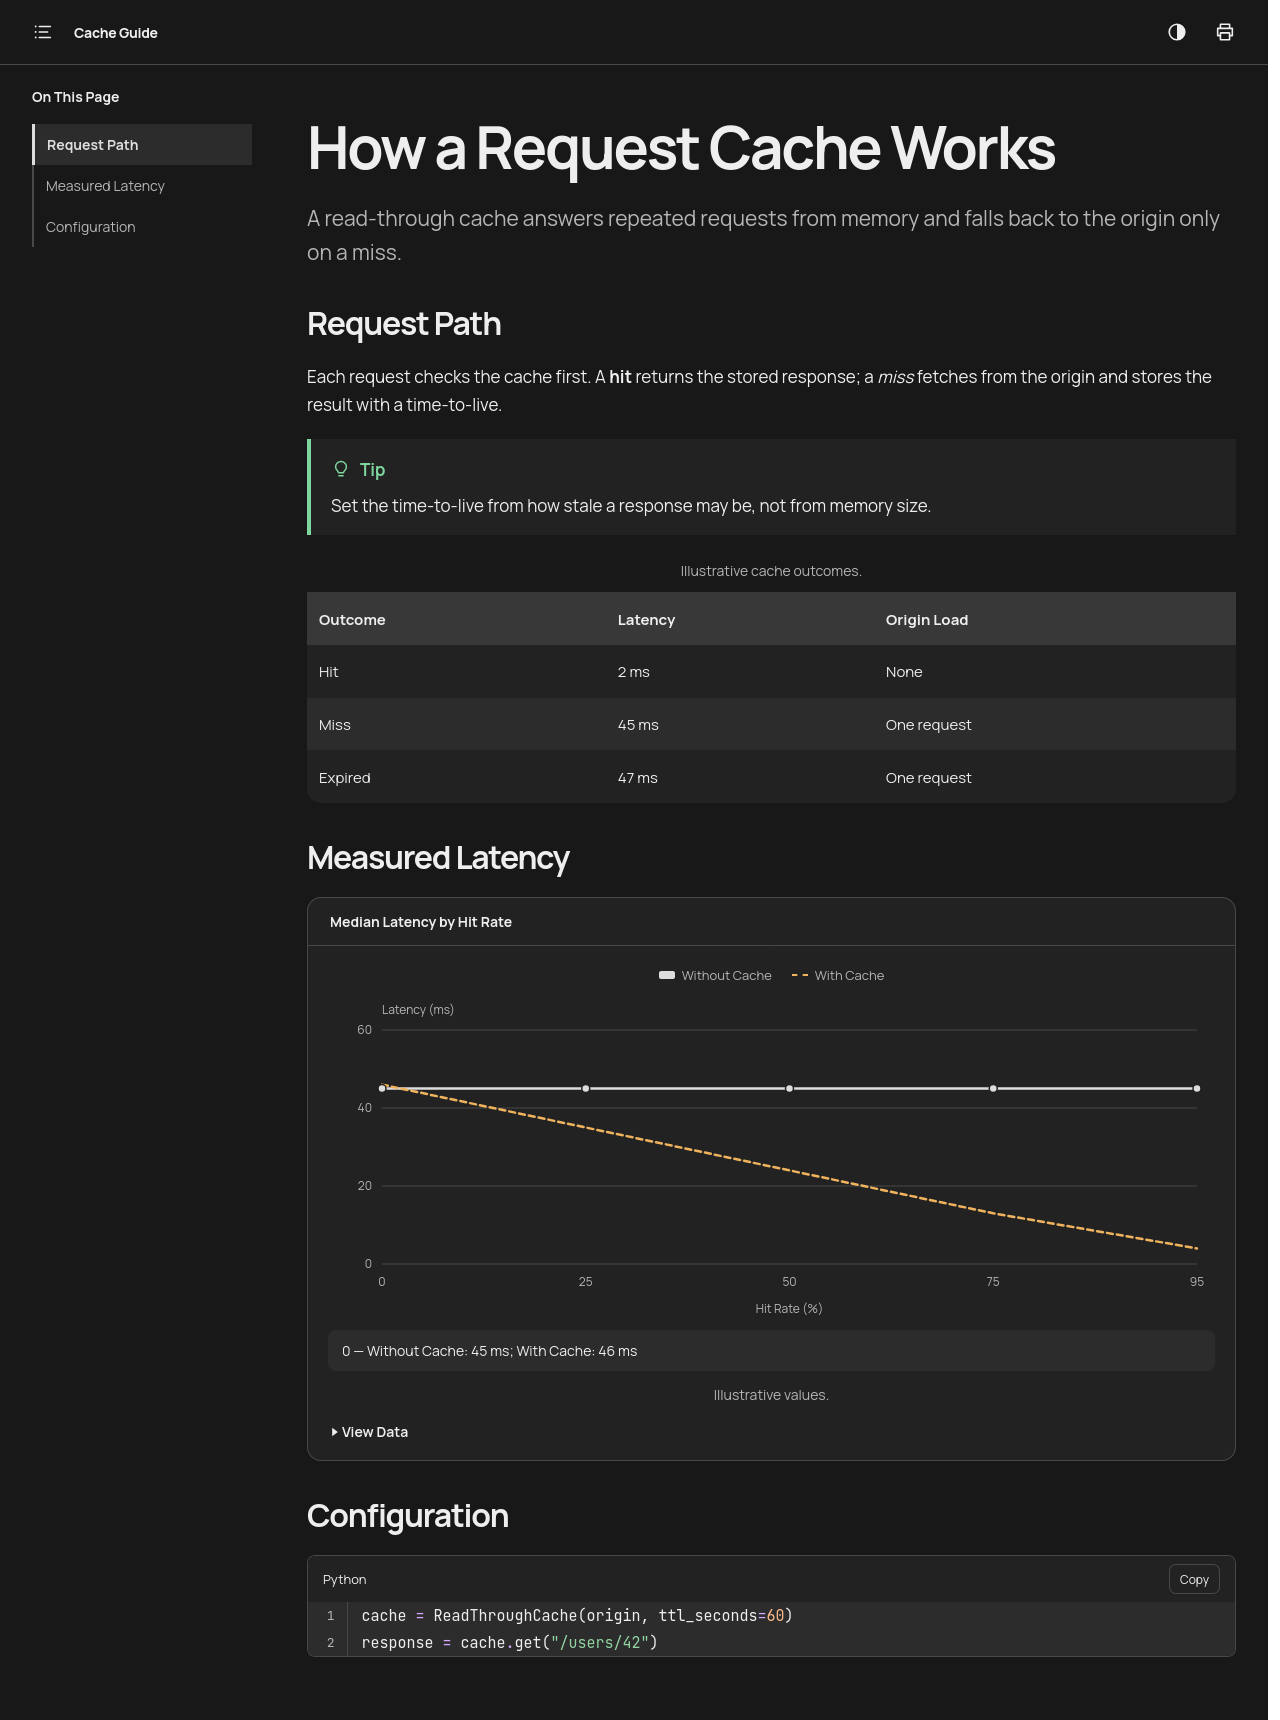 Cache Guide
On This Page
Request Path
Measured Latency
Configuration
How a Request Cache Works
A read-through cache answers repeated requests from memory and falls back to the origin only
on a miss.
Request Path
Each request checks the cache first. A hit returns the stored response; a miss fetches from the origin and stores the
result with a time-to-live.
Tip
Set the time-to-live from how stale a response may be, not from memory size.
Illustrative cache outcomes.
Outcome Latency Origin Load
Hit 2 ms None
Miss 45 ms One request
Expired 47 ms One request
Measured Latency
Median Latency by Hit Rate
Without Cache With Cache
Latency (ms)
60
40
20
0
0 25 50 75 95
Hit Rate (%)
0 — Without Cache: 45 ms; With Cache: 46 ms
Illustrative values.
View Data
Configuration
Python Copy
1 cache = ReadThroughCache(origin, ttl_seconds=60)
2 response = cache.get("/users/42")